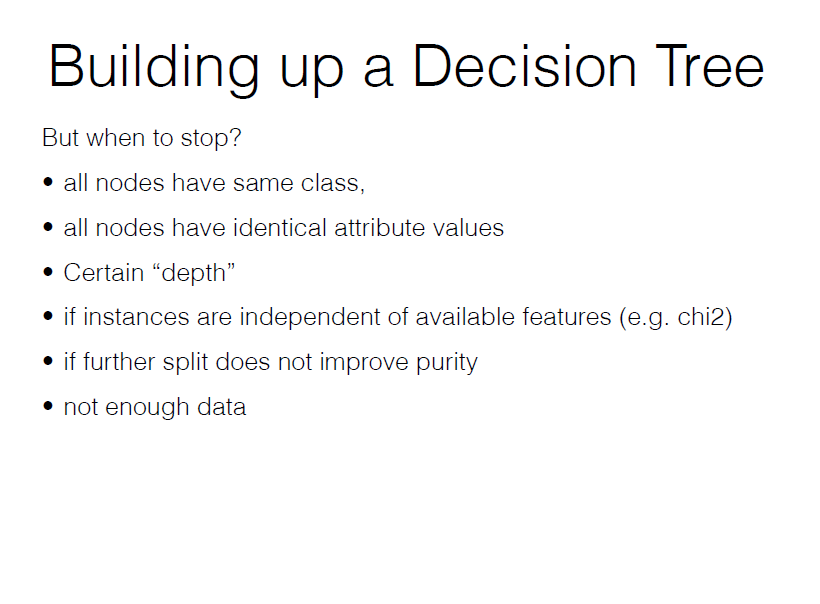 Building up a Decision Tree
But when to stop?
• all nodes have same class,
• all nodes have identical attribute values
• Certain “depth”
• if instances are independent of available features (e.g. chi2)
• if further split does not improve purity
• not enough data